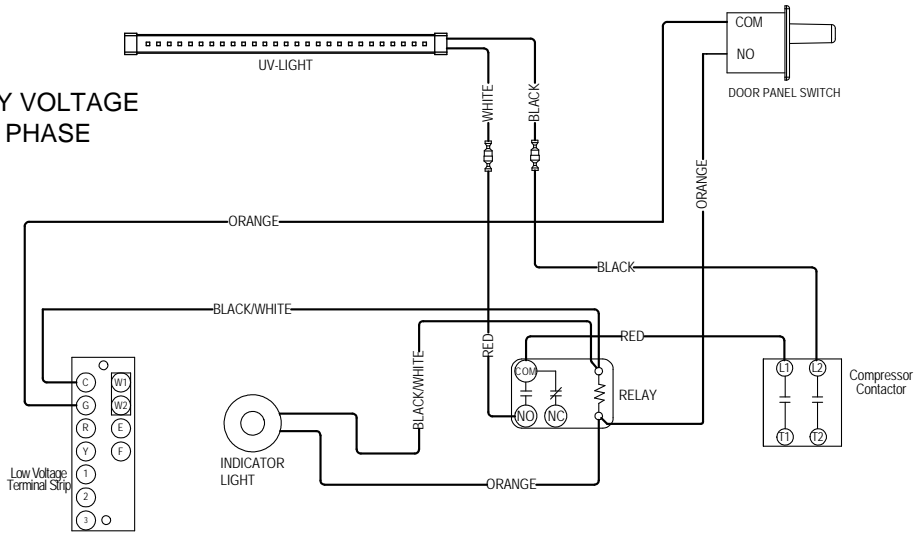 COM
NO
DOOR PANEL SWITCH
UV-LIGHT
VOLTAGE
PHASE
WHITE
BLACK
ORANGE
ORANGE
BLACK
BLACK/WHITE
RED
RED
BLACK/WHITE
C
W1
G
W2
R
E
Y
F
1
2
3
Low Voltage
Terminal Strip
INDICATOR
LIGHT
ORANGE
COM
NO
NC
RELAY
L1
L2
T1
T2
Compressor
Contactor